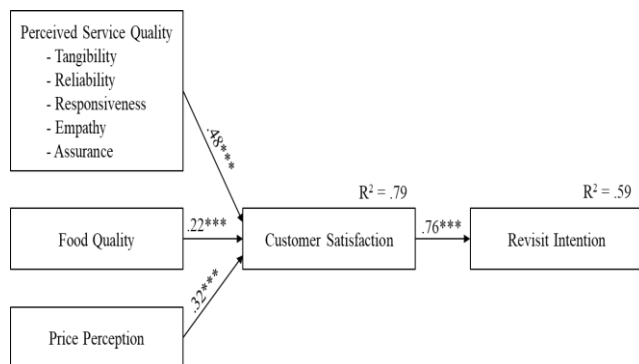 Perceived Service Quality
- Tangibility
- Reliability
- Responsiveness
- Empathy
- Assurance
.48***
R² = .79
R² = .59
Food Quality
.22***
Customer Satisfaction
.76***
Revisit Intention
.32***
Price Perception